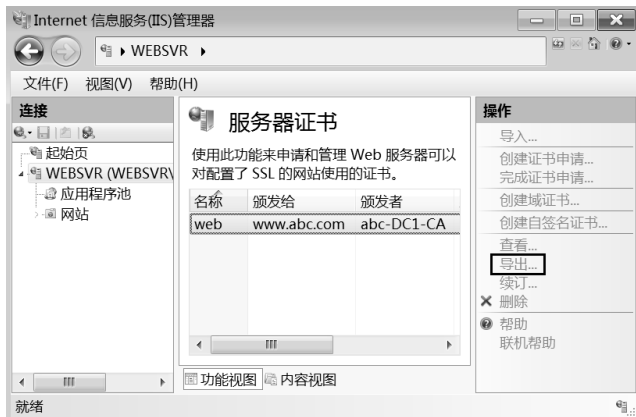 Internet 信息服务(IIS)管理器
WEBSVR
文件(F) 视图(V) 帮助(H)
连接
起始页
WEBSVR (WEBSVR\
应用程序池
网站
服务器证书
使用此功能来申请和管理 Web 服务器可以
对配置了 SSL 的网站使用的证书。
名称 颁发给 颁发者
web www.abc.com abc-DC1-CA
功能视图 内容视图
操作
导入...
创建证书申请...
完成证书申请...
创建域证书...
创建自签名证书...
查看...
导出...
续订...
删除
帮助
联机帮助
就绪